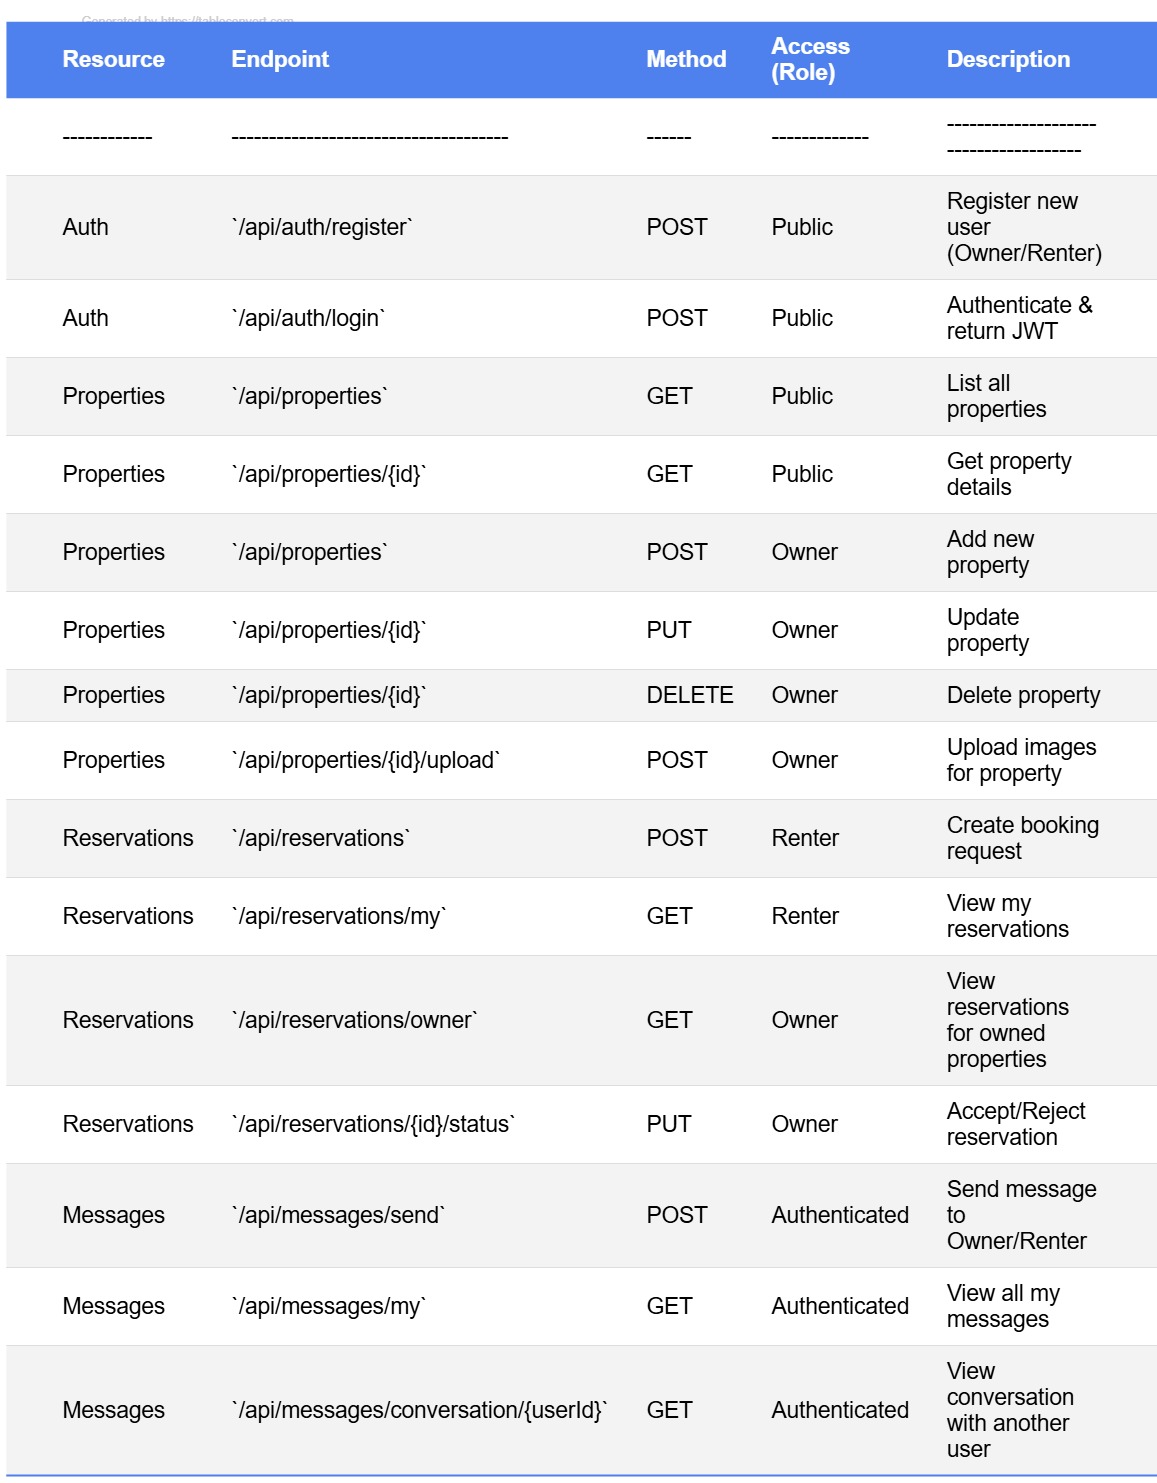 Generated by https://tableconvert.com
Resource Endpoint Method Access (Role) Description
------------ ------------------------------------- ------ ------------- --------------------
------------------
Auth `/api/auth/register` POST Public Register new
user
(Owner/Renter)
Auth `/api/auth/login` POST Public Authenticate &
return JWT
Properties `/api/properties` GET Public List all
properties
Properties `/api/properties/{id}` GET Public Get property
details
Properties `/api/properties` POST Owner Add new
property
Properties `/api/properties/{id}` PUT Owner Update
property
Properties `/api/properties/{id}` DELETE Owner Delete property
Properties `/api/properties/{id}/upload` POST Owner Upload images
for property
Reservations `/api/reservations` POST Renter Create booking
request
Reservations `/api/reservations/my` GET Renter View my
reservations
Reservations `/api/reservations/owner` GET Owner View
reservations
for owned
properties
Reservations `/api/reservations/{id}/status` PUT Owner Accept/Reject
reservation
Messages `/api/messages/send` POST Authenticated Send message
to
Owner/Renter
Messages `/api/messages/my` GET Authenticated View all my
messages
Messages `/api/messages/conversation/{userId}` GET Authenticated View
conversation
with another
user